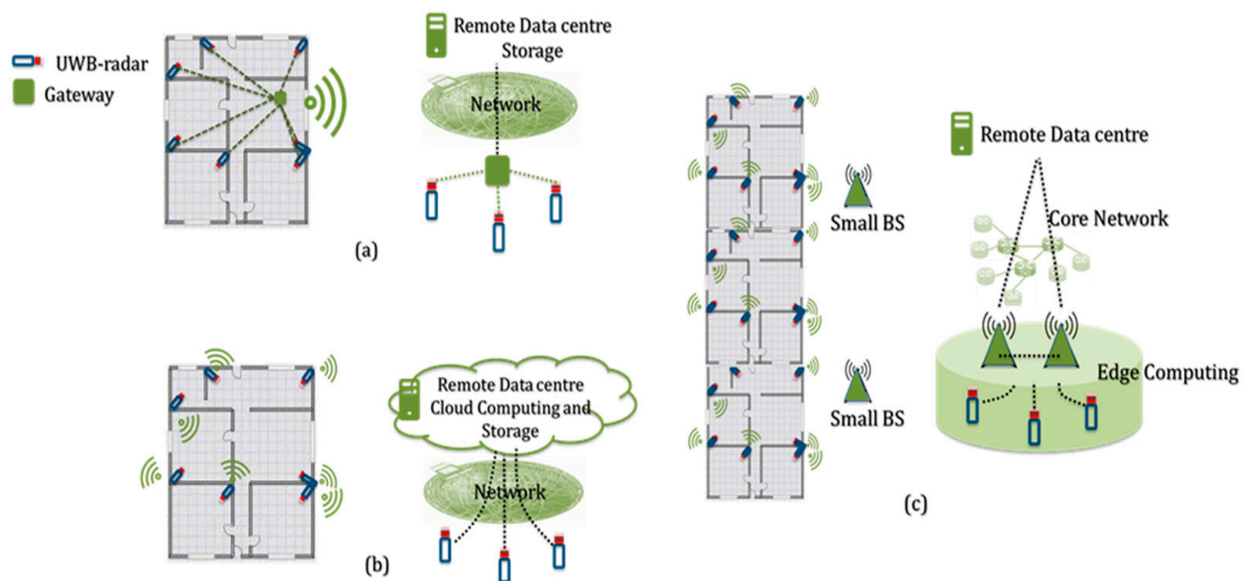 UWB-radar
Gateway
Remote Data centre
Storage
Network
(a)
Remote Data centre
Cloud Computing and
Storage
Network
(b)
Small BS
Small BS
Remote Data centre
Core Network
Edge Computing
(c)